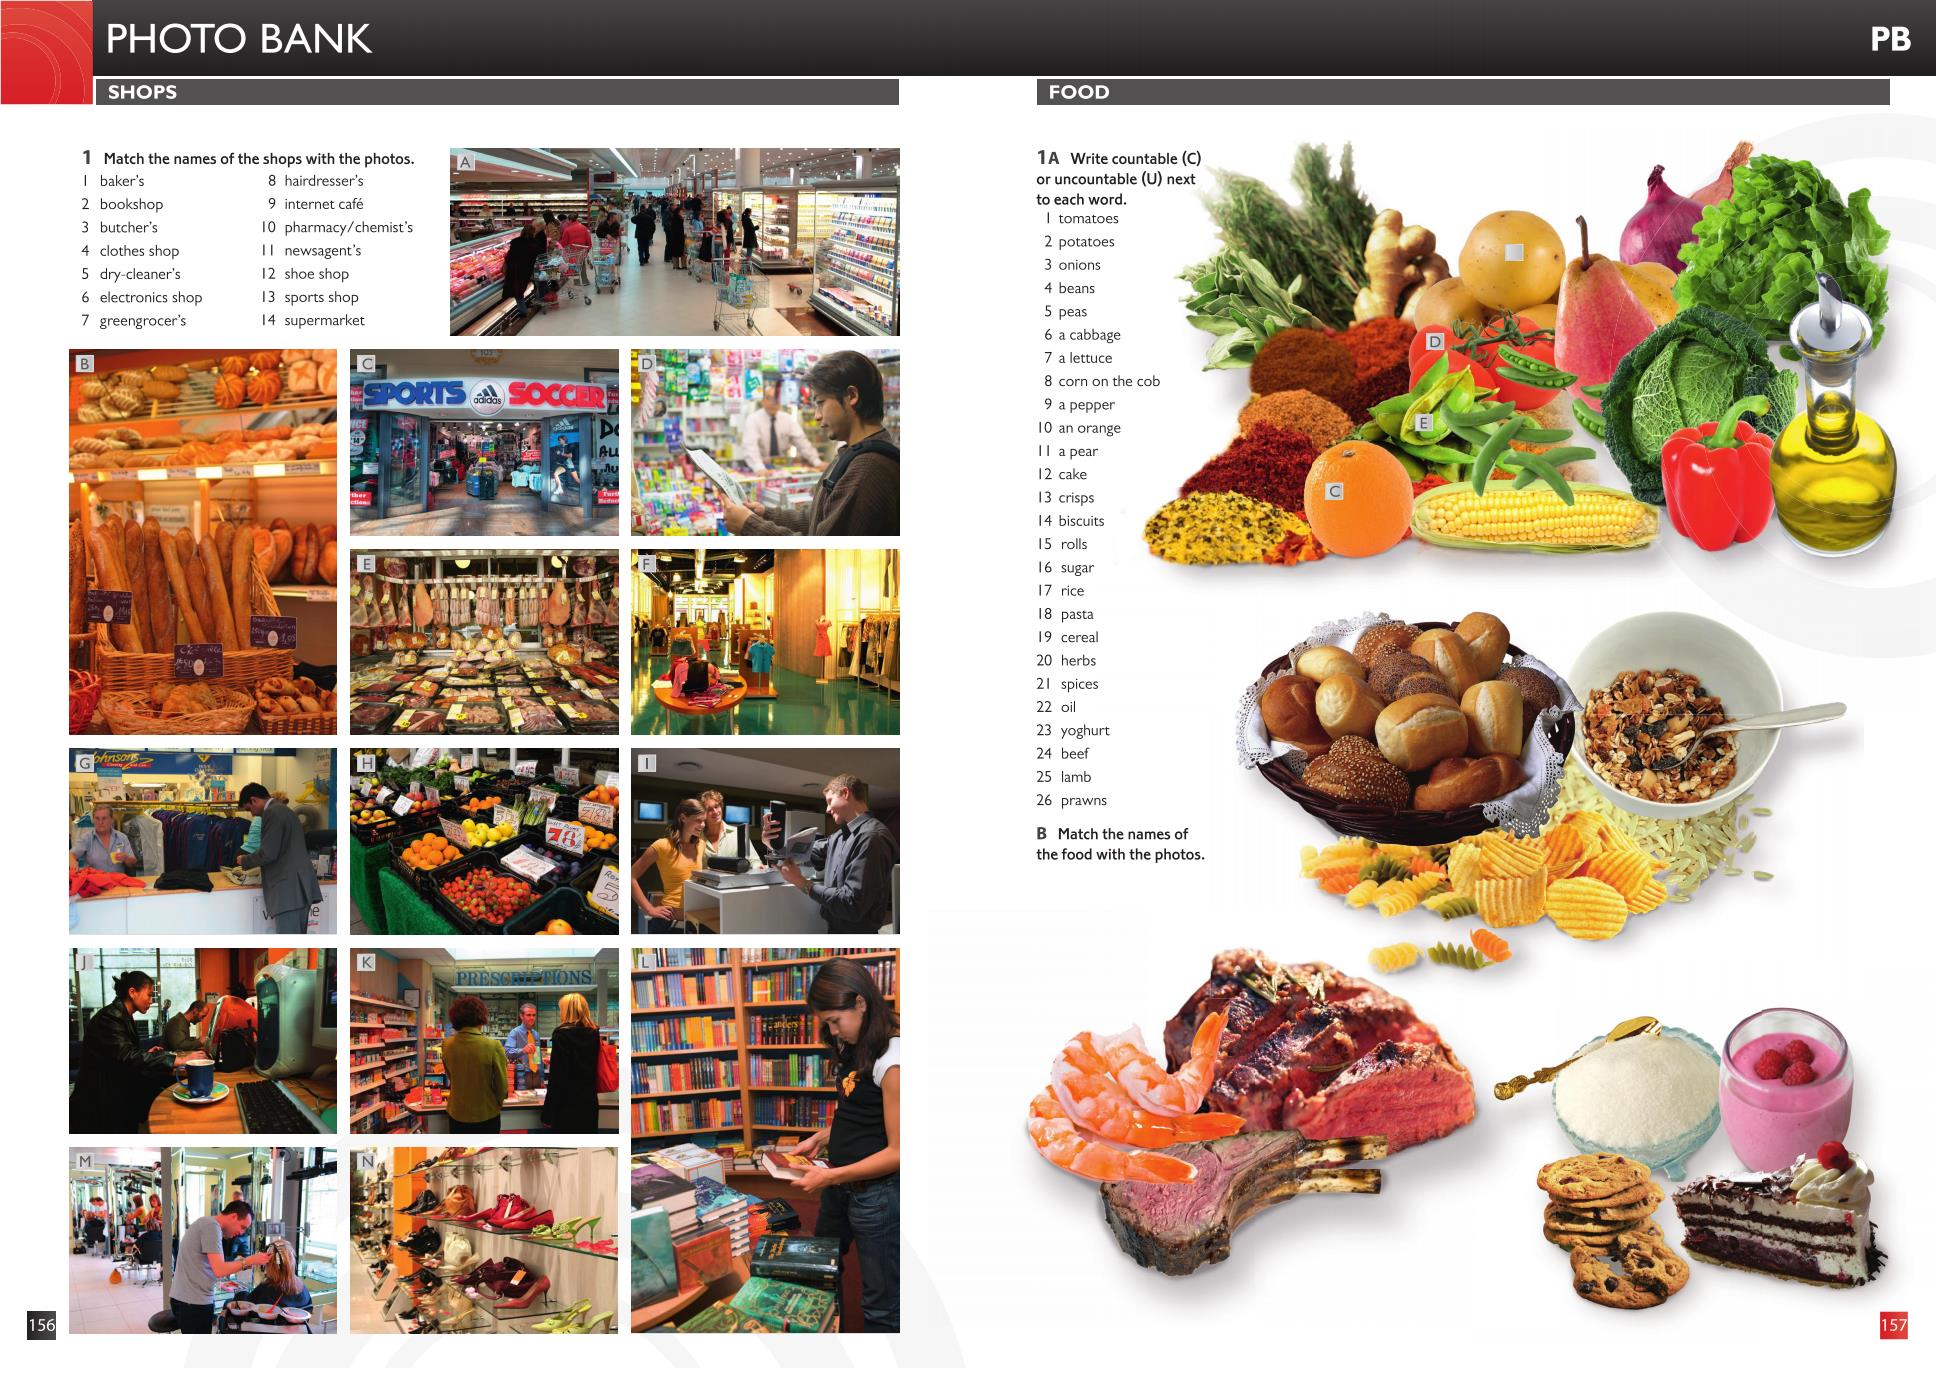 PHOTO BANK
PB
SHOPS
1 Match the names of the shops with the photos.
1 baker's
2 bookshop
3 butcher's
4 clothes shop
5 dry-cleaner's
6 electronics shop
7 greengrocer's
8 hairdresser's
9 internet café
10 pharmacy/chemist's
11 newsagent's
12 shoe shop
13 sports shop
14 supermarket
A
B
C
SPORTS adidas SOCCER
D
E
F
G
H
78
I
J
K
PRESCRIPTIONS
L
M
N
156
FOOD
1A Write countable (C)
or uncountable (U) next
to each word.
1 tomatoes
2 potatoes
3 onions
4 beans
5 peas
6 a cabbage
7 a lettuce
8 corn on the cob
9 a pepper
10 an orange
11 a pear
12 cake
13 crisps
14 biscuits
15 rolls
16 sugar
17 rice
18 pasta
19 cereal
20 herbs
21 spices
22 oil
23 yoghurt
24 beef
25 lamb
26 prawns
B Match the names of
the food with the photos.
D
E
C
157